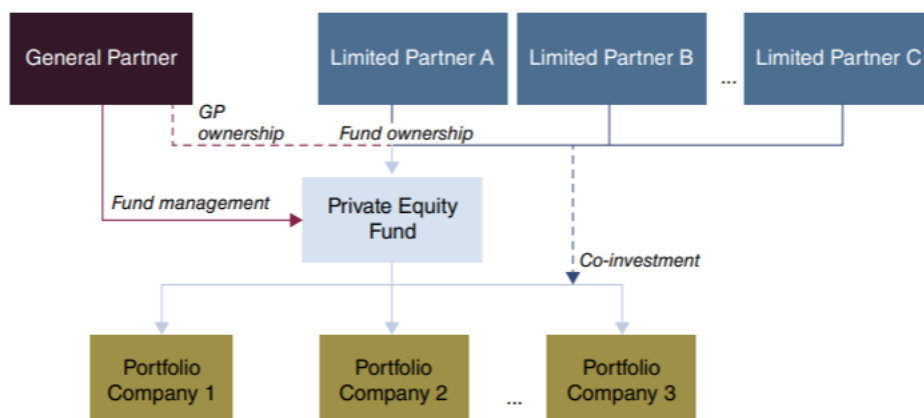 General Partner
Limited Partner A
Limited Partner B
...
Limited Partner C
GP
ownership
Fund ownership
Fund management
Private Equity
Fund
Co-investment
Portfolio
Company 1
Portfolio
Company 2
...
Portfolio
Company 3